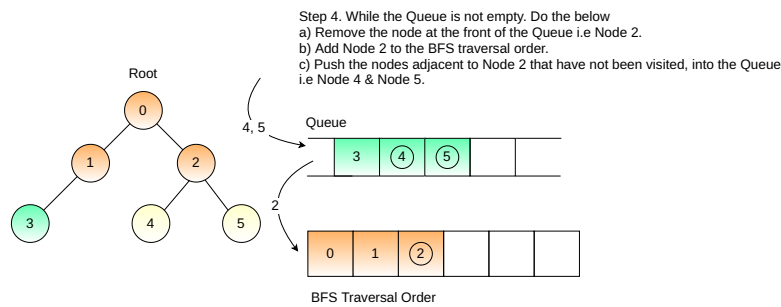 Step 4. While the Queue is not empty. Do the below
a) Remove the node at the front of the Queue i.e Node 2.
b) Add Node 2 to the BFS traversal order.
c) Push the nodes adjacent to Node 2 that have not been visited, into the Queue
i.e Node 4 & Node 5.
Root
0
1
2
3
4
5
4, 5
Queue
3 4 5
2
0 1 2
BFS Traversal Order